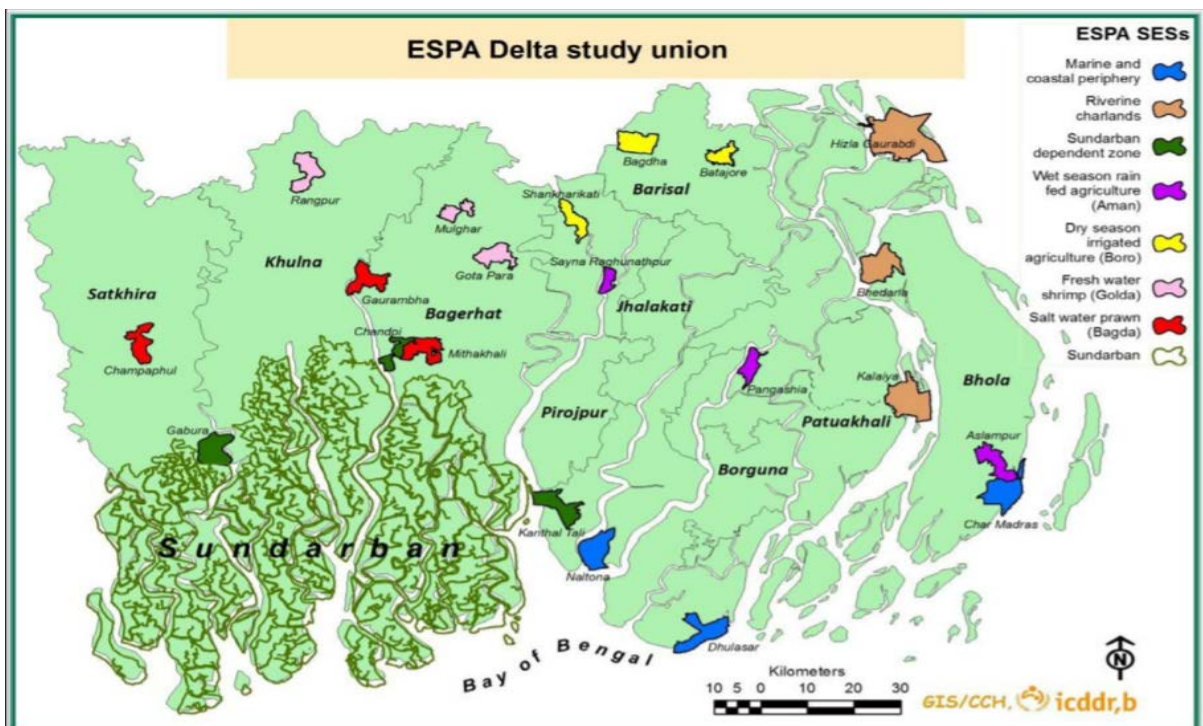 ESPA Delta study union
ESPA SESs
Marine and
coastal periphery
Riverine
charlands
Sundarban
dependent zone
Wet season rain
fed agriculture
(Aman)
Dry season
irrigated
agriculture (Boro)
Fresh water
shrimp (Golda)
Salt water prawn
(Bagda)
Sundarban
Hizla Gaurabdi
Bagdha
Batajore
Barisal
Rangpur
Shankharikati
Mulghar
Khulna
Gota Para
Sayna Raghunathpur
Satkhira
Gaurambha
Bagerhat
Jhalakati
Bhedaria
Chandpi
Mithakhali
Champaphul
Pangashia
Kalaiya
Bhola
Pirojpur
Patuakhali
Gabura
Aslampur
Borguna
Char Madras
Kanthal Tali
Sundarban
Naltona
Dhulasar
Bay of Bengal
N
Kilometers
10 5 0 10 20 30
GIS/CCH, icddr,b